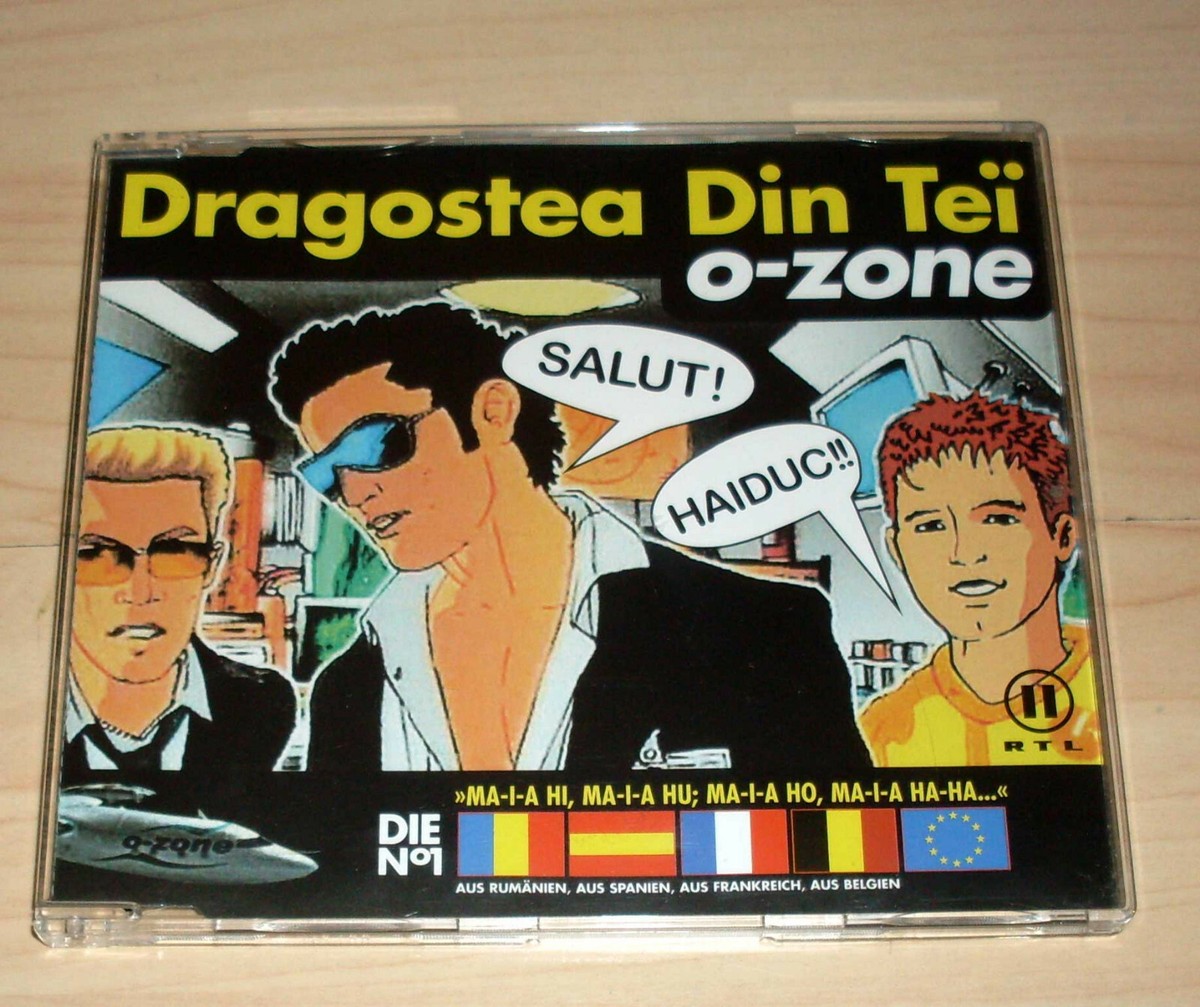 Dragostea Din Teï
o-zone
SALUT!
HAIDUC!!
II
RTL
»MA-I-A HI, MA-I-A HU; MA-I-A HO, MA-I-A HA-HA...«
o-zone
DIE
Nº1
AUS RUMÄNIEN, AUS SPANIEN, AUS FRANKREICH, AUS BELGIEN